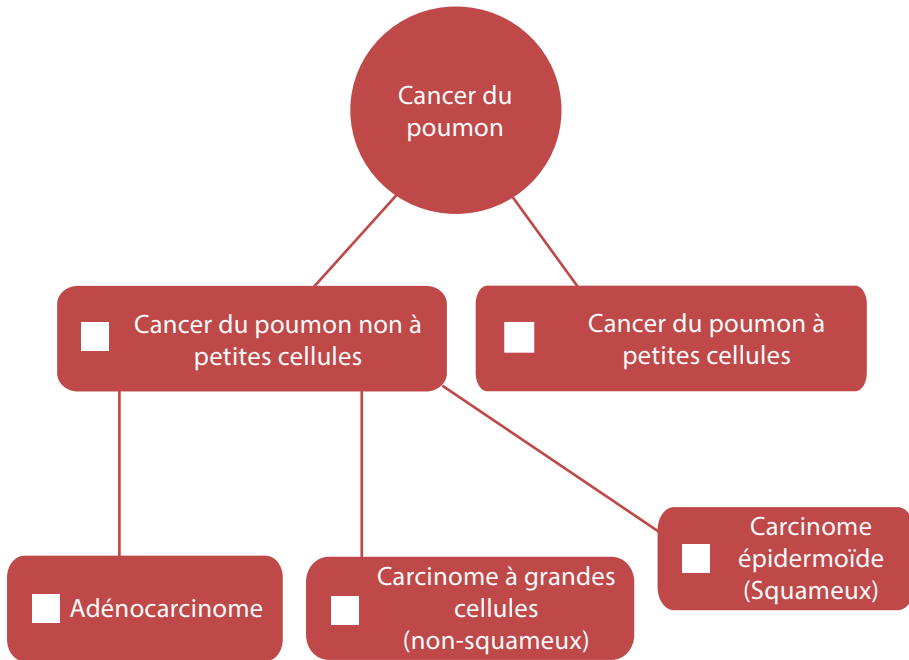 Cancer du
poumon
Cancer du poumon non à
petites cellules
Cancer du poumon à
petites cellules
Adénocarcinome
Carcinome à grandes
cellules
(non-squameux)
Carcinome
épidermoïde
(Squameux)